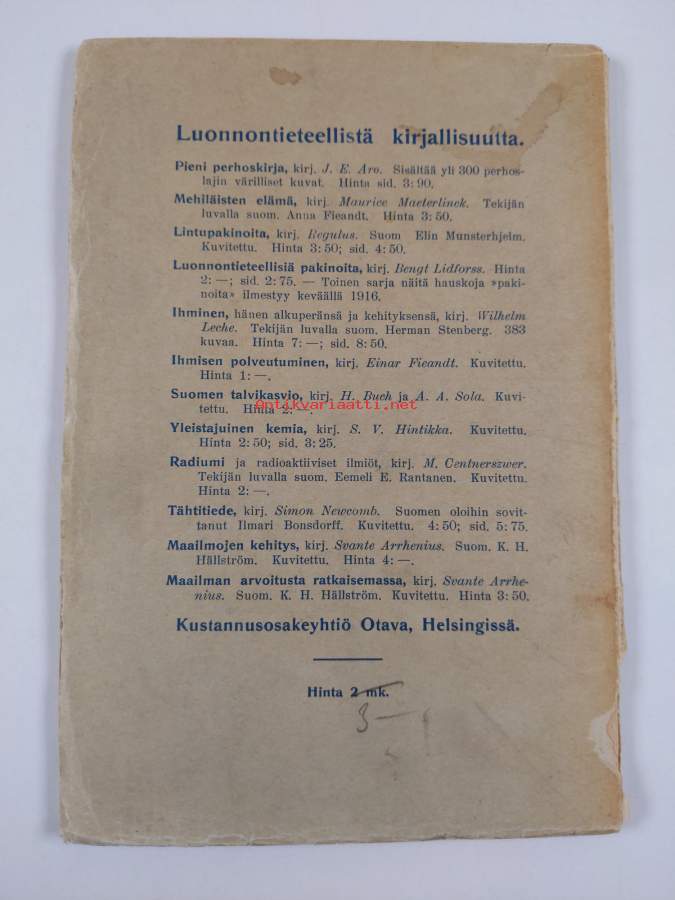 Luonnontieteellistä kirjallisuutta.
Pieni perhoskirja, kirj. J. E. Aro. Sisältää yli 300 perhos-
lajin värilliset kuvat. Hinta sid. 3: 90.
Mehiläisten elämä, kirj. Maurice Maeterlinck. Tekijän
luvalla suom. Anna Fieandt. Hinta 3: 50.
Lintupakinoita, kirj. Regulus. Suom Elin Munsterhjelm.
Kuvitettu. Hinta 3: 50; sid. 4: 50.
Luonnontieteellisiä pakinoita, kirj. Bengt Lidforss. Hinta
2: —; sid. 2: 75. — Toinen sarja näitä hauskoja »paki-
noita» ilmestyy keväällä 1916.
Ihminen, hänen alkuperänsä ja kehityksensä, kirj. Wilhelm
Leche. Tekijän luvalla suom. Herman Stenberg. 383
kuvaa. Hinta 7: —; sid. 8: 50.
Ihmisen polveutuminen, kirj. Einar Fieandt. Kuvitettu.
Hinta 1: —.
Suomen talvikasvio, kirj. H. Buch ja A. A. Sola. Kuvi-
tettu. Hinta 2: —.
Antikvariaatti.net
Yleistajuinen kemia, kirj. S. V. Hintikka. Kuvitettu.
Hinta 2: 50; sid. 3: 25.
Radiumi ja radioaktiiviset ilmiöt, kirj. M. Centnerszwer.
Tekijän luvalla suom. Eemeli E. Rantanen. Kuvitettu.
Hinta 2: —.
Tähtitiede, kirj. Simon Newcomb. Suomen oloihin sovit-
tanut Ilmari Bonsdorff. Kuvitettu. 4: 50; sid. 5: 75.
Maailmojen kehitys, kirj. Svante Arrhenius. Suom. K. H.
Hällström. Kuvitettu. Hinta 4: —.
Maailman arvoitusta ratkaisemassa, kirj. Svante Arrhe-
nius. Suom. K. H. Hällström. Kuvitettu. Hinta 3: 50.
Kustannusosakeyhtiö Otava, Helsingissä.
Hinta 2 mk.
3 —